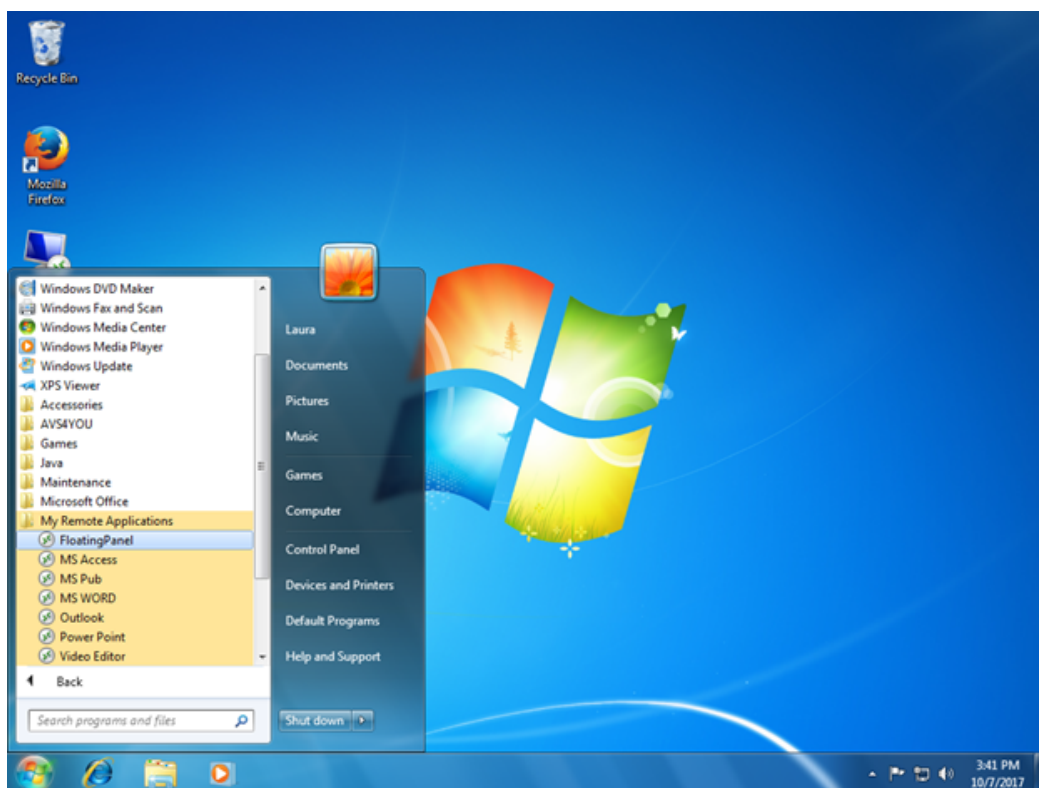 Recycle Bin
Mozilla
Firefox
Windows DVD Maker
Windows Fax and Scan
Windows Media Center
Windows Media Player
Windows Update
XPS Viewer
Accessories
AVS4YOU
Games
Java
Maintenance
Microsoft Office
My Remote Applications
FloatingPanel
MS Access
MS Pub
MS WORD
Outlook
Power Point
Video Editor
Back
Search programs and files
Laura
Documents
Pictures
Music
Games
Computer
Control Panel
Devices and Printers
Default Programs
Help and Support
Shut down
3:41 PM
10/7/2017